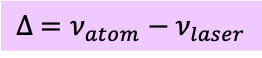 Δ = ν_atom − ν_laser